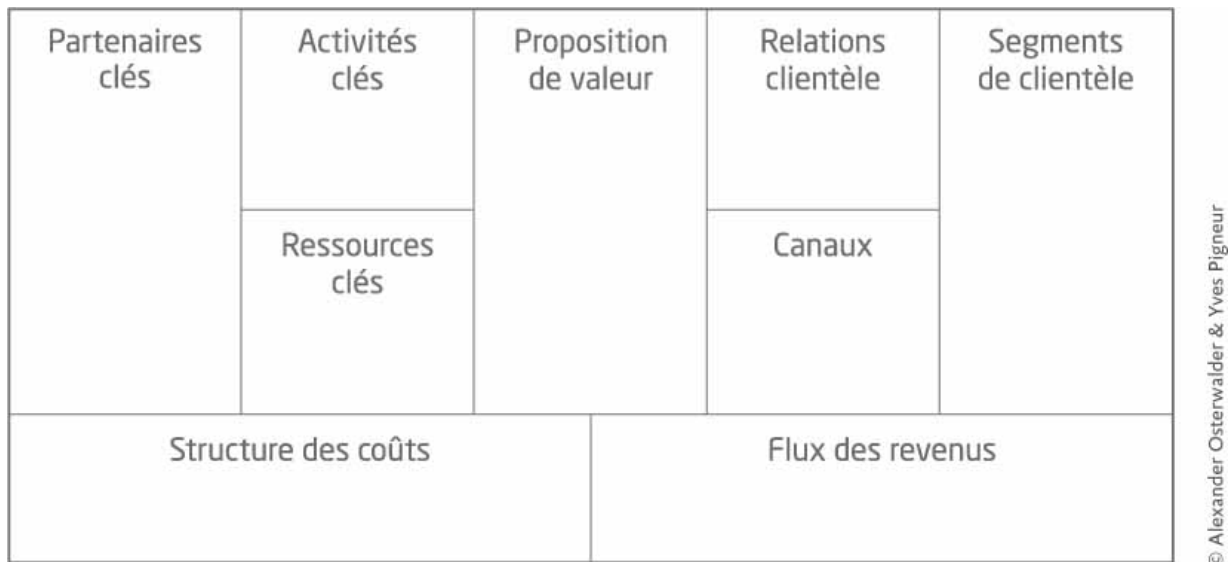 Partenaires
clés
Activités
clés
Proposition
de valeur
Relations
clientèle
Segments
de clientèle
Ressources
clés
Canaux
Structure des coûts
Flux des revenus
© Alexander Osterwalder & Yves Pigneur